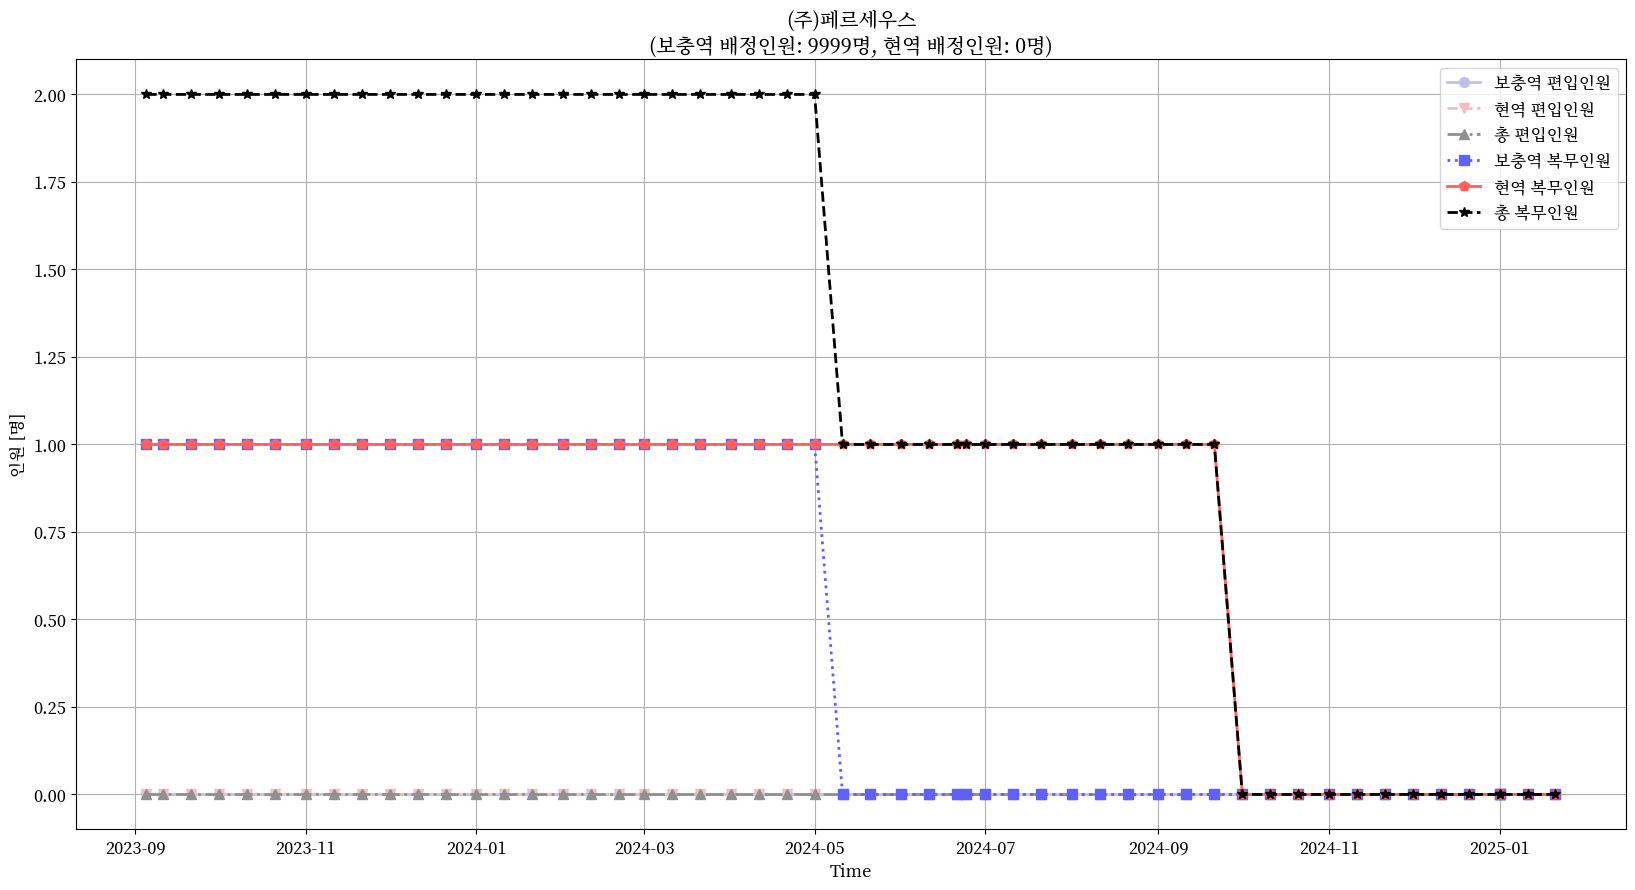 (주)페르세우스
(보충역 배정인원: 9999명, 현역 배정인원: 0명)
보충역 편입인원
현역 편입인원
총 편입인원
보충역 복무인원
현역 복무인원
총 복무인원
인원 [명]
2.00
1.75
1.50
1.25
1.00
0.75
0.50
0.25
0.00
2023-09 2023-11 2024-01 2024-03 2024-05 2024-07 2024-09 2024-11 2025-01
Time